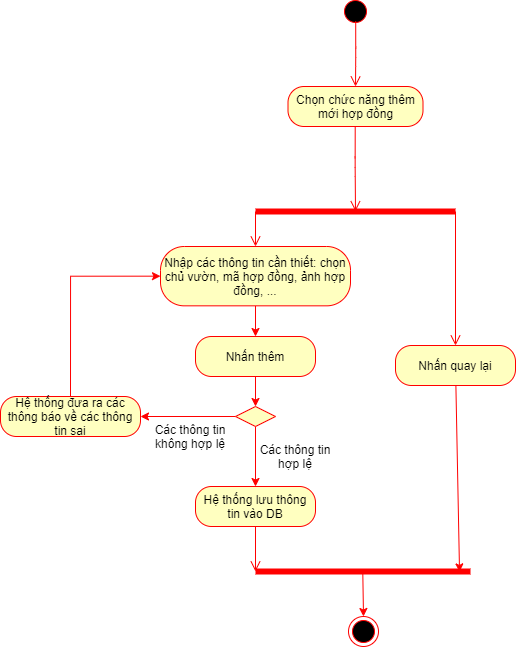 Chọn chức năng thêm
mới hợp đồng
Nhập các thông tin cần thiết: chọn
chủ vườn, mã hợp đồng, ảnh hợp
đồng, ...
Nhấn thêm
Nhấn quay lại
Hệ thống đưa ra các
thông báo về các thông
tin sai
Các thông tin
không hợp lệ
Các thông tin
hợp lệ
Hệ thống lưu thông
tin vào DB